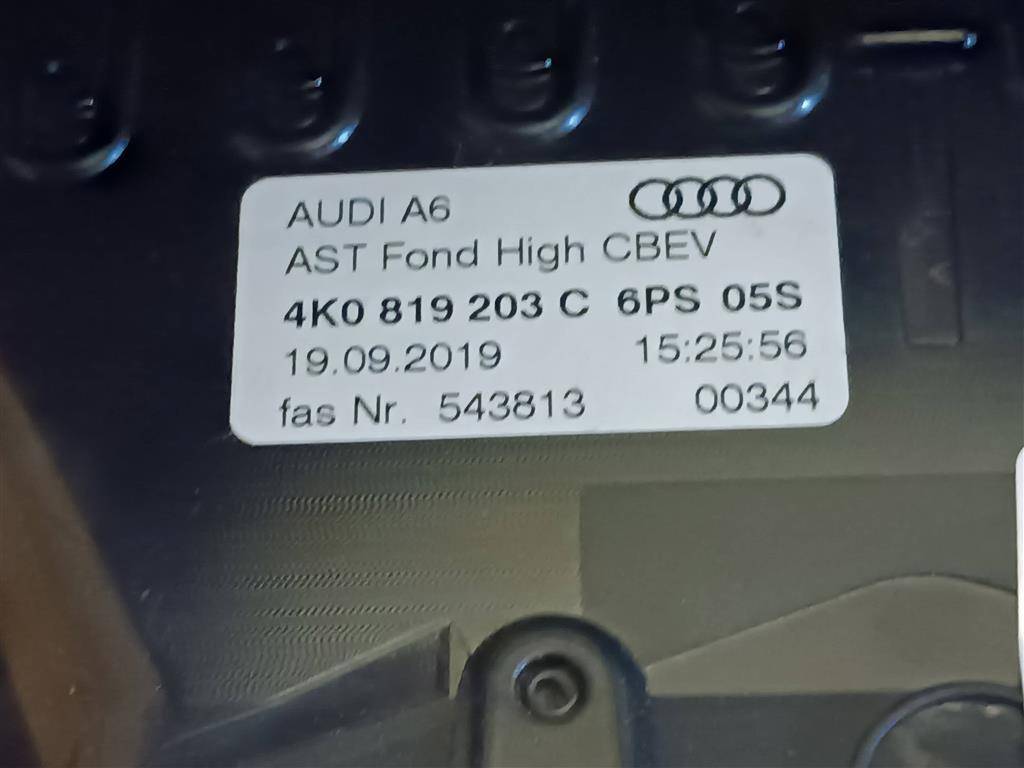 AUDI A6
AST Fond High CBEV
4K0 819 203 C 6PS 05S
19.09.2019 15:25:56
fas Nr. 543813 00344